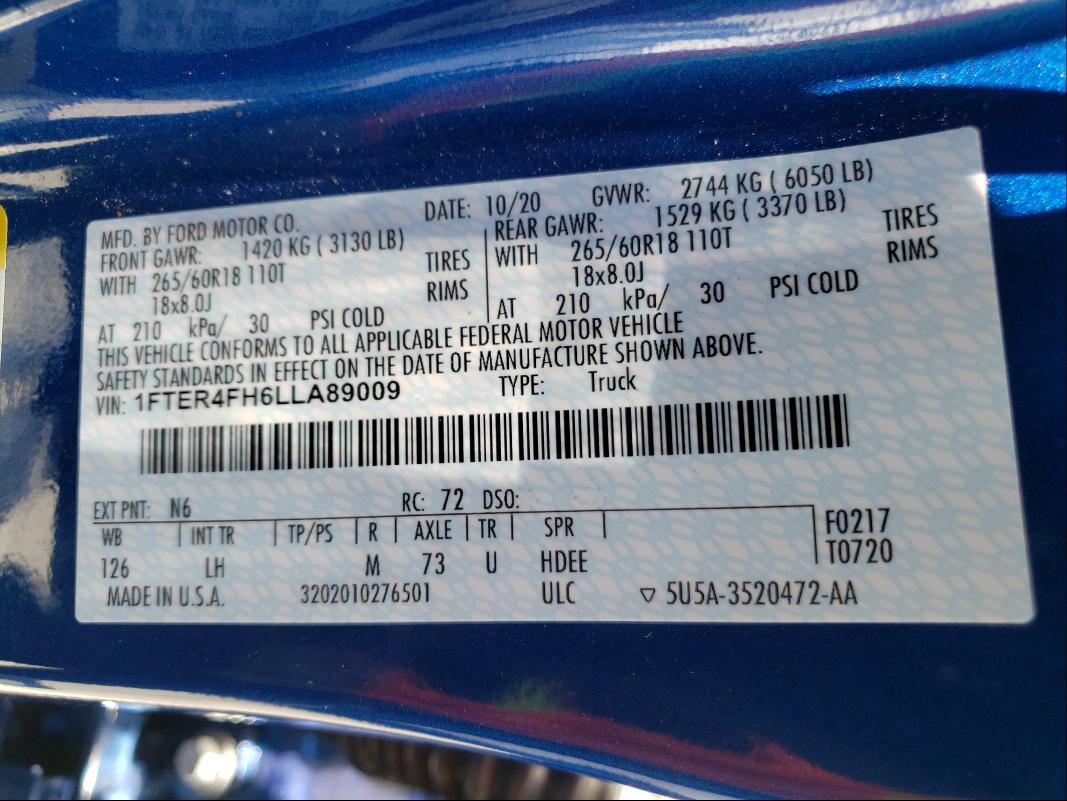 MFD. BY FORD MOTOR CO. DATE: 10/20 GVWR: 2744 KG ( 6050 LB)
FRONT GAWR: 1420 KG ( 3130 LB)
WITH 265/60R18 110T TIRES
18x8.0J RIMS
AT 210 kPa/ 30 PSI COLD
REAR GAWR: 1529 KG ( 3370 LB)
WITH 265/60R18 110T TIRES
18x8.0J RIMS
AT 210 kPa/ 30 PSI COLD
THIS VEHICLE CONFORMS TO ALL APPLICABLE FEDERAL MOTOR VEHICLE
SAFETY STANDARDS IN EFFECT ON THE DATE OF MANUFACTURE SHOWN ABOVE.
VIN: 1FTER4FH6LLA89009 TYPE: Truck
EXT PNT: N6 RC: 72 DSO:
WB INT TR TP/PS R AXLE TR SPR F0217
126 LH M 73 U HDEE T0720
MADE IN U.S.A. 3202010276501 ULC ▽ 5U5A-3520472-AA